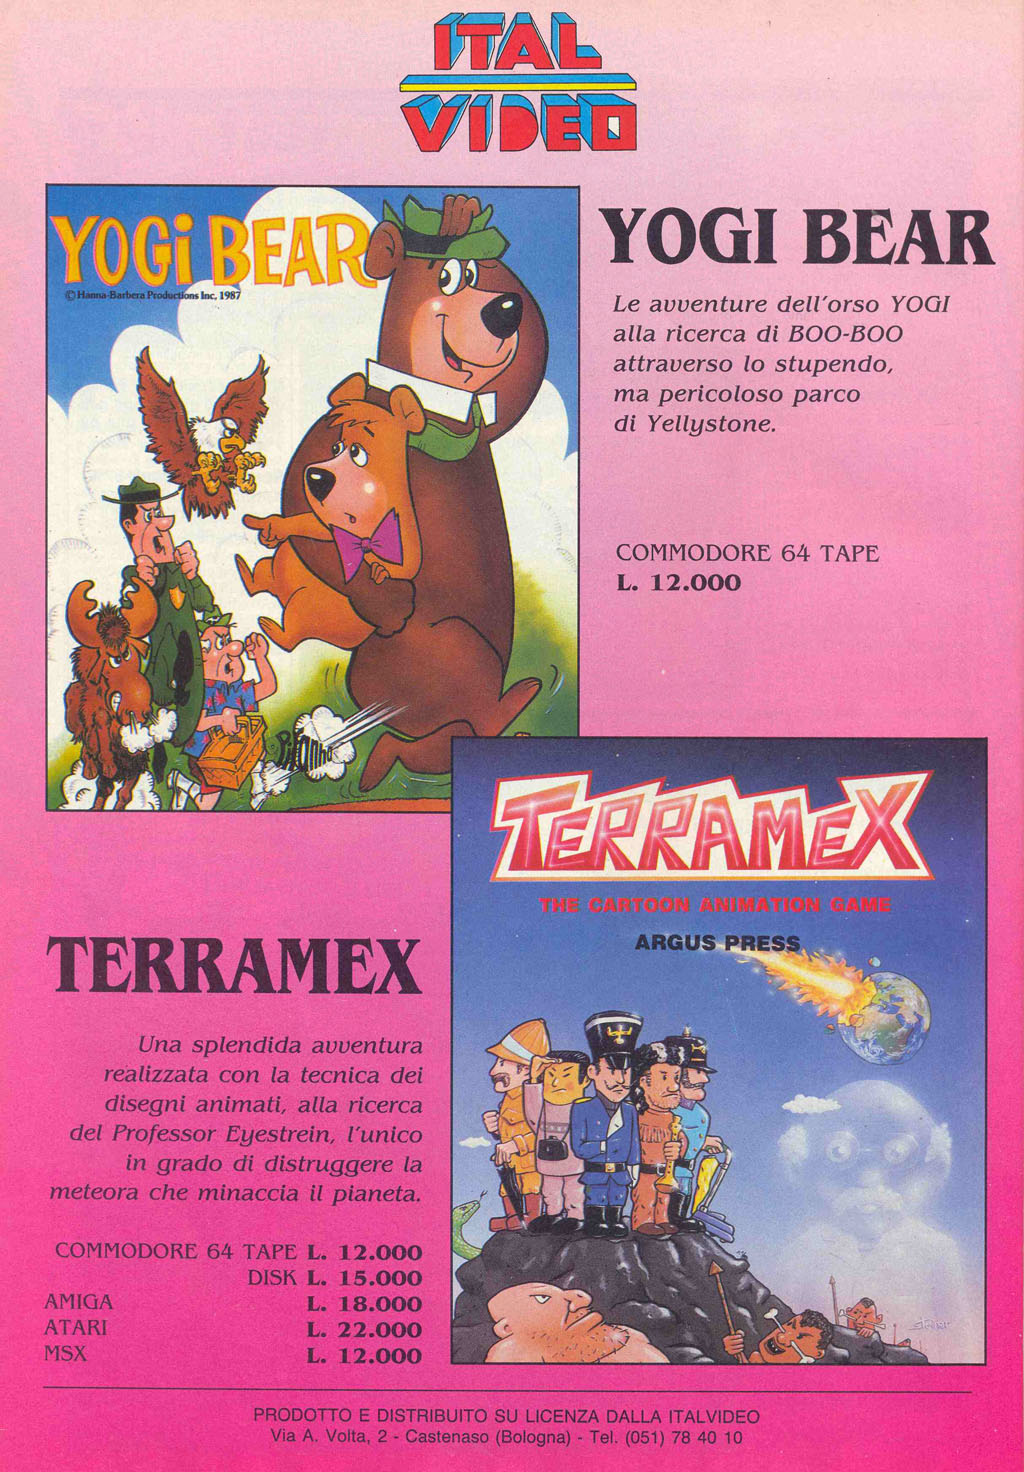 ITAL
VIDEO
YOGi BEAR
© Hanna-Barbera Productions Inc, 1987
YOGI BEAR
Le avventure dell'orso YOGI
alla ricerca di BOO-BOO
attraverso lo stupendo,
ma pericoloso parco
di Yellystone.
COMMODORE 64 TAPE
L. 12.000
Piranha
TERRAMEX
THE CARTOON ANIMATION GAME
ARGUS PRESS
TERRAMEX
Una splendida avventura
realizzata con la tecnica dei
disegni animati, alla ricerca
del Professor Eyestrein, l'unico
in grado di distruggere la
meteora che minaccia il pianeta.
COMMODORE 64 TAPE L. 12.000
DISK L. 15.000
AMIGA L. 18.000
ATARI L. 22.000
MSX L. 12.000
PRODOTTO E DISTRIBUITO SU LICENZA DALLA ITALVIDEO
Via A. Volta, 2 - Castenaso (Bologna) - Tel. (051) 78 40 10